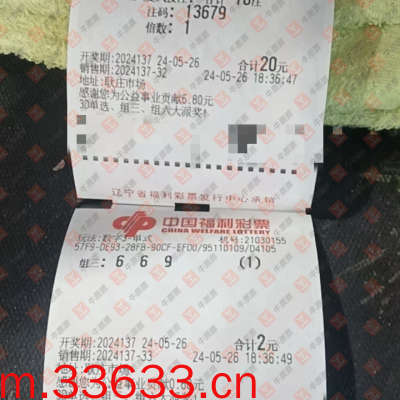 注码：13679
倍数：1
开奖期：2024137 24-05-26 合计20元
销售期：2024137-32 24-05-26 18:36:47
地址：耿庄市场
感谢您为公益事业贡献6.80元
3D单选、组三、组六大派奖！
辽宁省福利彩票发行中心承销
中国福利彩票
CHINA WELFARE LOTTERY
玩法：数字3-单式 机号：21030155
57F9-DE93-28FB-90CF-EFD0/95110109/D4105
组三：6 6 9 (1)
开奖期：2024137 24-05-26 合计2元
销售期：2024137-33 24-05-26 18:36:49
m.33633.cn